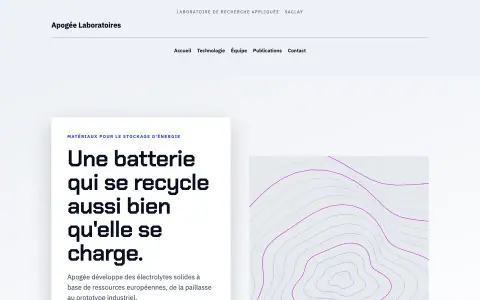 LABORATOIRE DE RECHERCHE APPLIQUÉE · SACLAY
Apogée Laboratoires
Accueil Technologie Équipe Publications Contact
MATÉRIAUX POUR LE STOCKAGE D'ÉNERGIE
Une batterie
qui se recycle
aussi bien
qu'elle se
charge.
Apogée développe des électrolytes solides à
base de ressources européennes, de la paillasse
au prototype industriel.